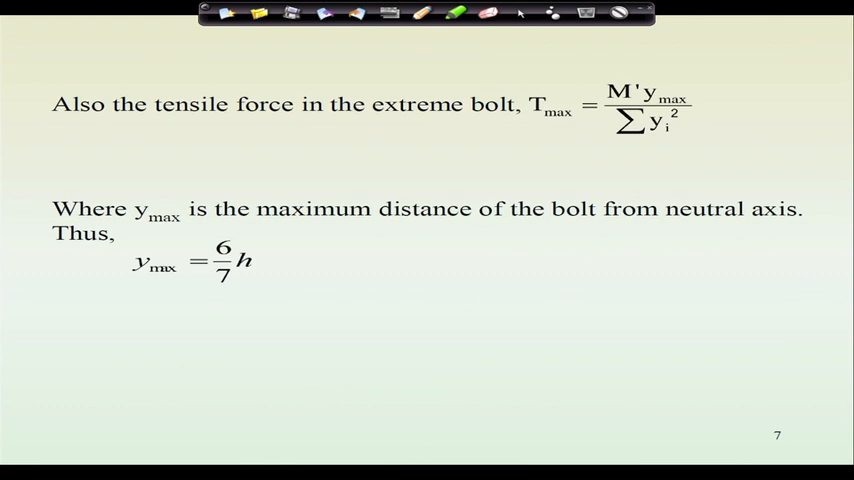 Also the tensile force in the extreme bolt, T_max = M'y_max / ∑ y_i^2
Where y_max is the maximum distance of the bolt from neutral axis.
Thus,
y_max = 6/7 h
7